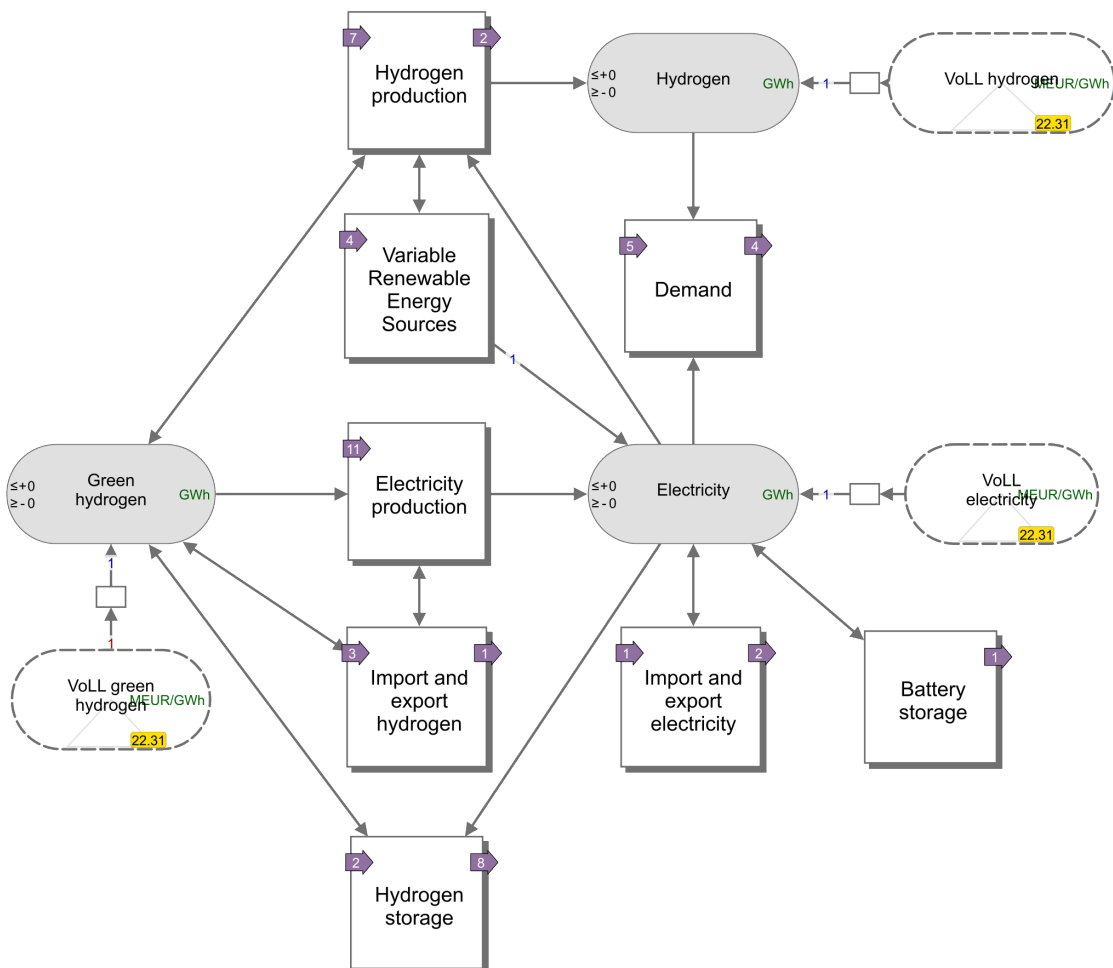 7
2
Hydrogen
production
≤+0
≥-0
Hydrogen
GWh
1
VoLL hydrogen
MEUR/GWh
22.31
4
Variable
Renewable
Energy
Sources
1
5
4
Demand
≤+0
≥-0
Green
hydrogen
GWh
11
Electricity
production
≤+0
≥-0
Electricity
GWh
1
VoLL
electricity
MEUR/GWh
22.31
1
1
VoLL green
hydrogen
MEUR/GWh
22.31
3
1
Import and
export
hydrogen
1
2
Import and
export
electricity
1
Battery
storage
2
8
Hydrogen
storage